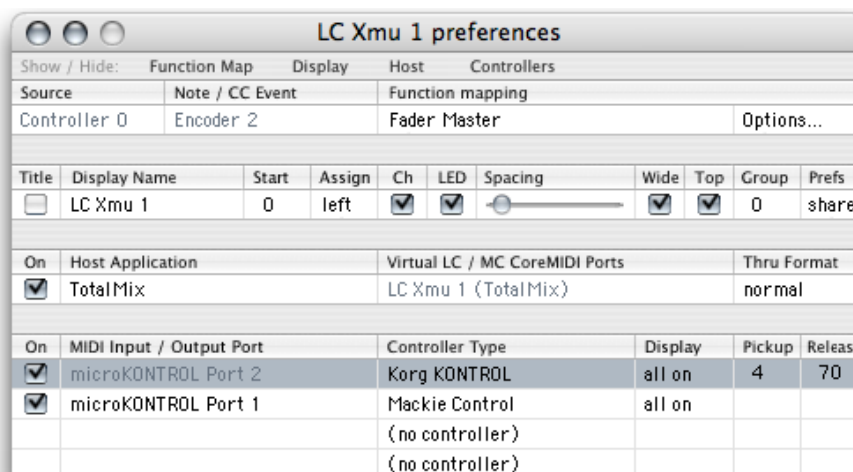 LC Xmu 1 preferences
Show / Hide: Function Map Display Host Controllers
Source Note / CC Event Function mapping
Controller 0 Encoder 2 Fader Master Options...
Title Display Name Start Assign Ch LED Spacing Wide Top Group Prefs
LC Xmu 1 0 left 0 share
On Host Application Virtual LC / MC CoreMIDI Ports Thru Format
TotalMix LC Xmu 1 (TotalMix) normal
On MIDI Input / Output Port Controller Type Display Pickup Releas
microKONTROL Port 2 Korg KONTROL all on 4 70
microKONTROL Port 1 Mackie Control all on
(no controller)
(no controller)